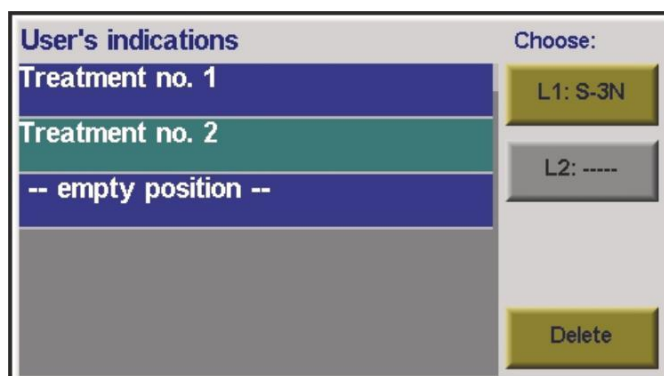 User's indications
Choose:
Treatment no. 1
L1: S-3N
Treatment no. 2
L2: -----
-- empty position --
Delete